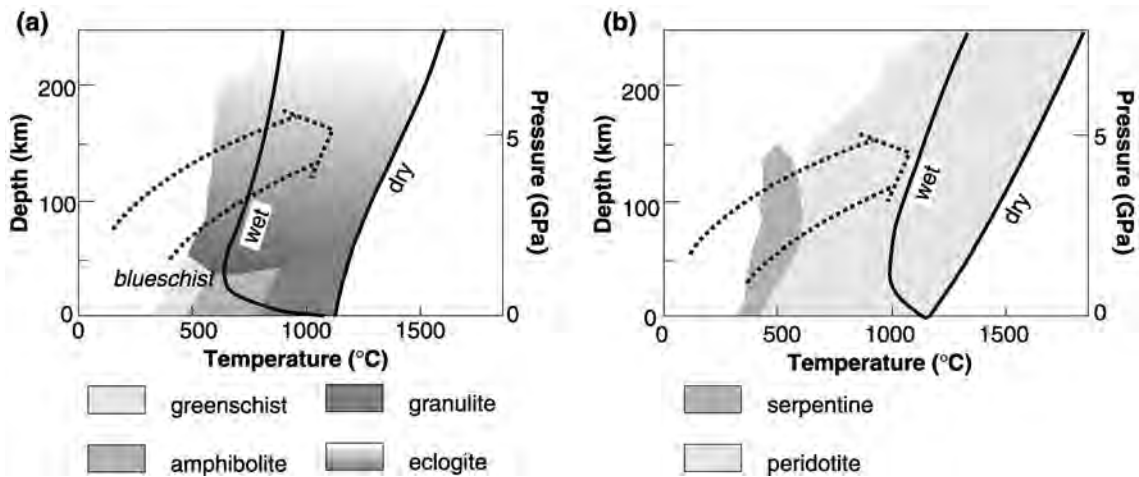 (a)
200
100
0
Depth (km)
wet
dry
blueschist
5
0
Pressure (GPa)
0
500
1000
1500
Temperature (°C)
greenschist
granulite
amphibolite
eclogite
(b)
200
100
0
Depth (km)
wet
dry
5
0
Pressure (GPa)
0
500
1000
1500
Temperature (°C)
serpentine
peridotite